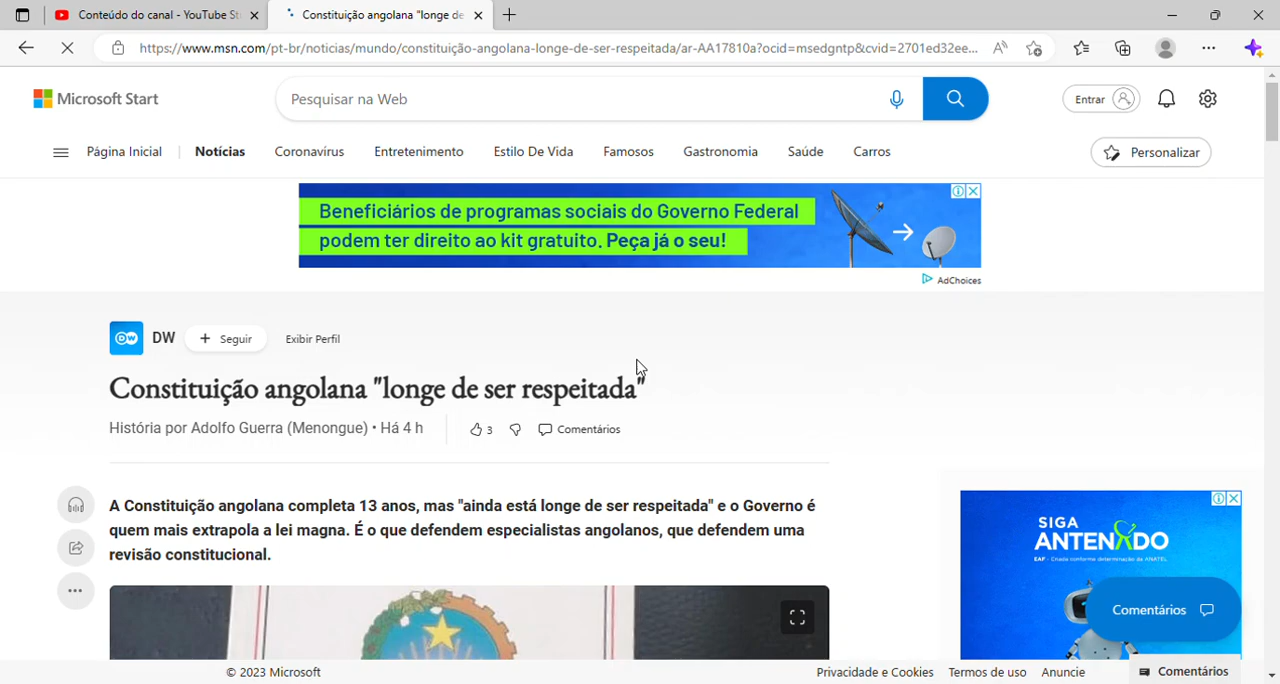 Conteúdo do canal - YouTube St
Constituição angolana "longe de
https://www.msn.com/pt-br/noticias/mundo/constituição-angolana-longe-de-ser-respeitada/ar-AA17810a?ocid=msedgntp&cvid=2701ed32ee...
Microsoft Start
Pesquisar na Web
Entrar
Página Inicial
Notícias
Coronavírus
Entretenimento
Estilo De Vida
Famosos
Gastronomia
Saúde
Carros
Personalizar
Beneficiários de programas sociais do Governo Federal
podem ter direito ao kit gratuito. Peça já o seu!
AdChoices
DW
Seguir
Exibir Perfil
Constituição angolana "longe de ser respeitada"
História por Adolfo Guerra (Menongue) • Há 4 h
3
Comentários
A Constituição angolana completa 13 anos, mas "ainda está longe de ser respeitada" e o Governo é
quem mais extrapola a lei magna. É o que defendem especialistas angolanos, que defendem uma
revisão constitucional.
SIGA
ANTENADO
EAF - Criada conforme determinação da ANATEL
Comentários
© 2023 Microsoft
Privacidade e Cookies
Termos de uso
Anuncie
Comentários